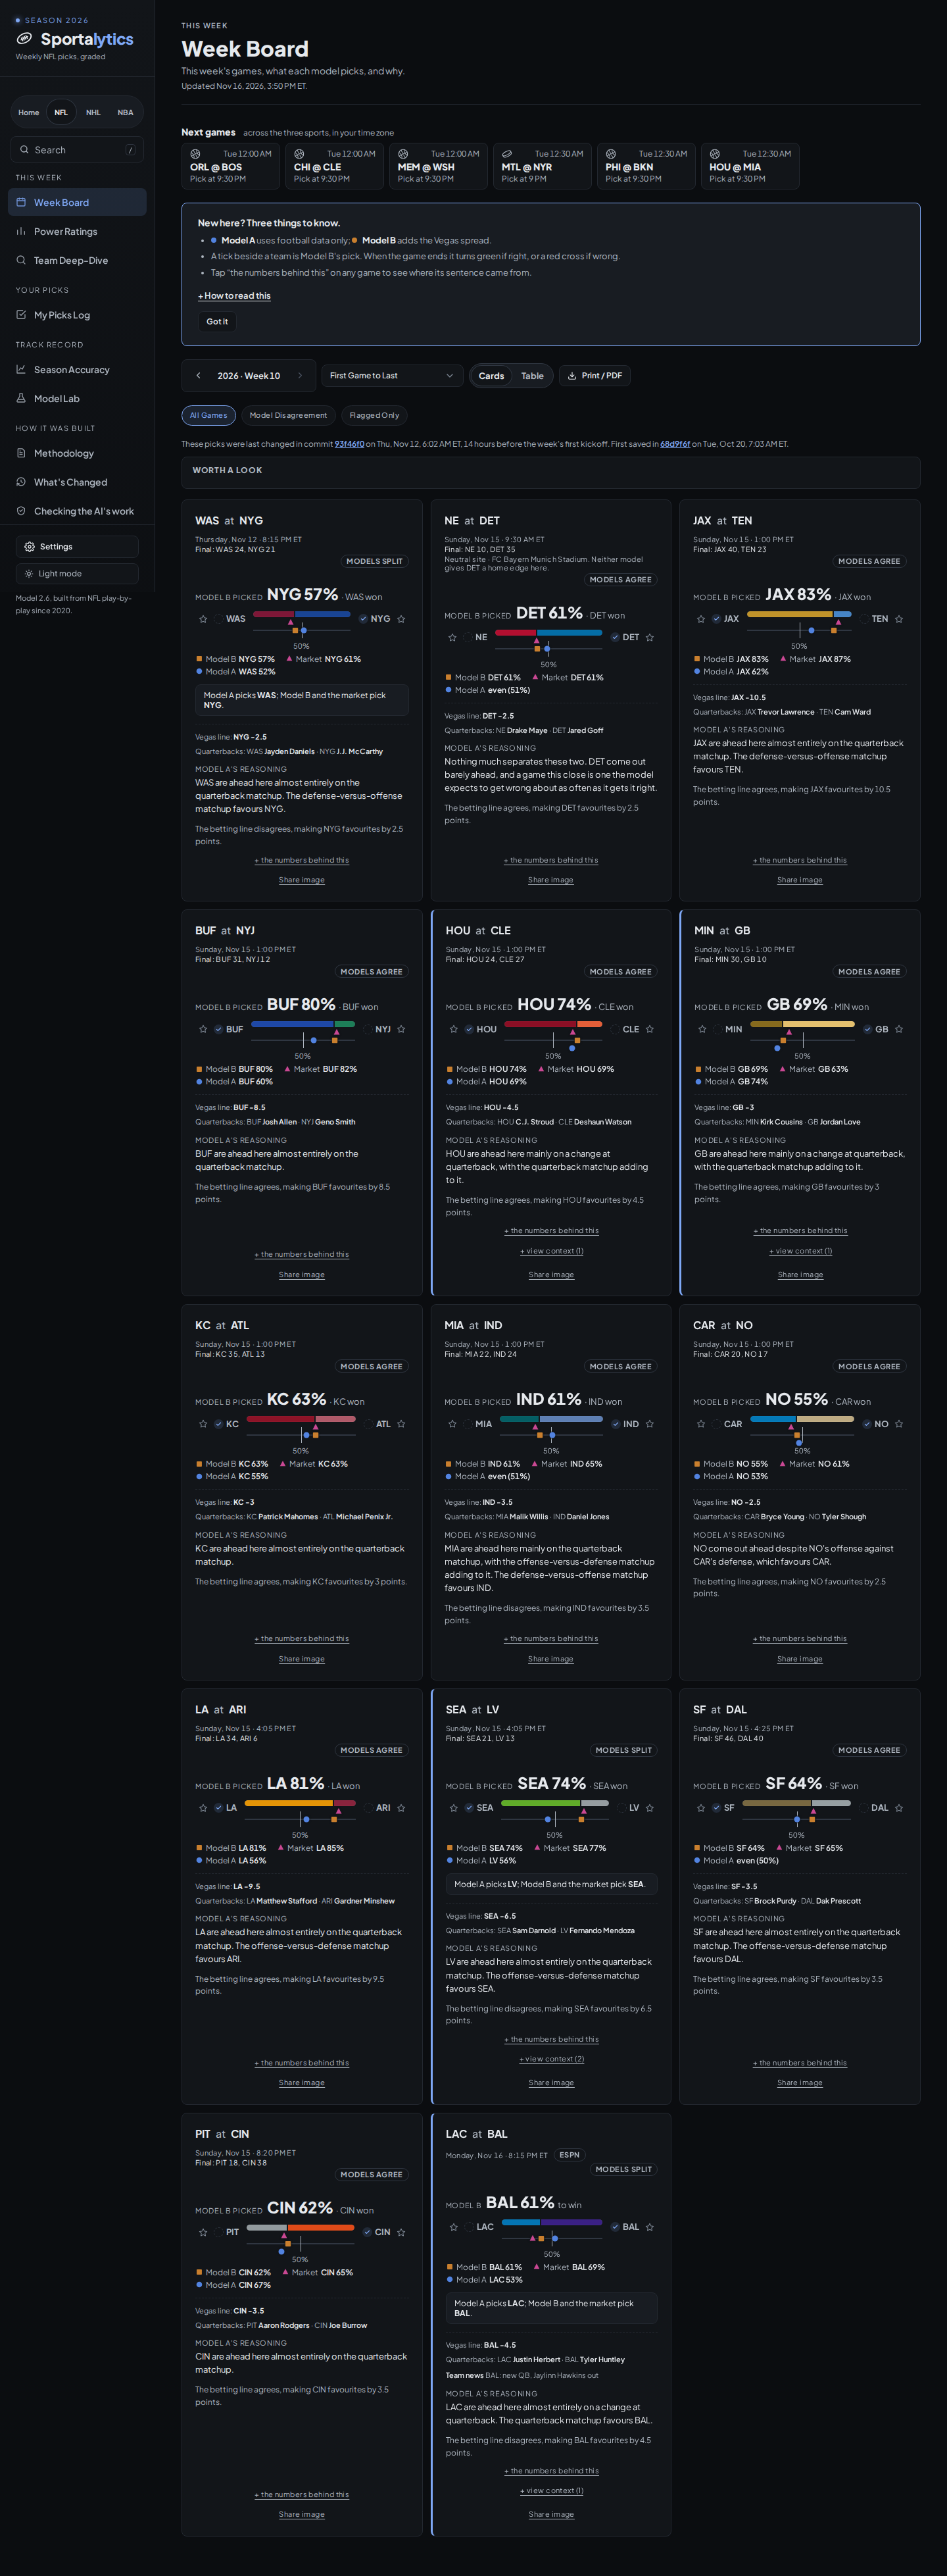 SEASON 2026
Sportalytics
Weekly NFL picks, graded
Home NFL NHL NBA
Search /
THIS WEEK
Week Board
Power Ratings
Team Deep-Dive
YOUR PICKS
My Picks Log
TRACK RECORD
Season Accuracy
Model Lab
HOW IT WAS BUILT
Methodology
What's Changed
Checking the AI's work
Settings
Light mode
Model 2.6, built from NFL play-by-
play since 2020.
THIS WEEK
Week Board
This week's games, what each model picks, and why.
Updated Nov 16, 2026, 3:50 PM ET.
Next games across the three sports, in your time zone
Tue 12:00 AM
ORL @ BOS
Pick at 9:30 PM
Tue 12:00 AM
CHI @ CLE
Pick at 9:30 PM
Tue 12:00 AM
MEM @ WSH
Pick at 9:30 PM
Tue 12:30 AM
MTL @ NYR
Pick at 9 PM
Tue 12:30 AM
PHI @ BKN
Pick at 9:30 PM
Tue 12:30 AM
HOU @ MIA
Pick at 9:30 PM
New here? Three things to know.
Model A uses football data only; Model B adds the Vegas spread.
A tick beside a team is Model B's pick. When the game ends it turns green if right, or a red cross if wrong.
Tap "the numbers behind this" on any game to see where its sentence came from.
+ How to read this
Got it
2026 · Week 10
First Game to Last
Cards Table
Print / PDF
All Games
Model Disagreement
Flagged Only
These picks were last changed in commit 93f46f0 on Thu, Nov 12, 6:02 AM ET, 14 hours before the week's first kickoff. First saved in 68d9f6f on Tue, Oct 20, 7:03 AM ET.
WORTH A LOOK
WAS at NYG
Thursday, Nov 12 · 8:15 PM ET
Final: WAS 24, NYG 21
MODELS SPLIT
MODEL B PICKED NYG 57% · WAS won
WAS NYG
50%
Model B NYG 57% Market NYG 61%
Model A WAS 52%
Model A picks WAS; Model B and the market pick
NYG.
Vegas line: NYG -2.5
Quarterbacks: WAS Jayden Daniels · NYG J.J. McCarthy
MODEL A'S REASONING
WAS are ahead here almost entirely on the
quarterback matchup. The defense-versus-offense
matchup favours NYG.
The betting line disagrees, making NYG favourites by 2.5
points.
+ the numbers behind this
Share image
NE at DET
Sunday, Nov 15 · 9:30 AM ET
Final: NE 10, DET 35
Neutral site · FC Bayern Munich Stadium. Neither model
gives DET a home edge here.
MODELS AGREE
MODEL B PICKED DET 61% · DET won
NE DET
50%
Model B DET 61% Market DET 61%
Model A even (51%)
Vegas line: DET -2.5
Quarterbacks: NE Drake Maye · DET Jared Goff
MODEL A'S REASONING
Nothing much separates these two. DET come out
barely ahead, and a game this close is one the model
expects to get wrong about as often as it gets it right.
The betting line agrees, making DET favourites by 2.5
points.
+ the numbers behind this
Share image
JAX at TEN
Sunday, Nov 15 · 1:00 PM ET
Final: JAX 40, TEN 23
MODELS AGREE
MODEL B PICKED JAX 83% · JAX won
JAX TEN
50%
Model B JAX 83% Market JAX 87%
Model A JAX 62%
Vegas line: JAX -10.5
Quarterbacks: JAX Trevor Lawrence · TEN Cam Ward
MODEL A'S REASONING
JAX are ahead here almost entirely on the quarterback
matchup. The defense-versus-offense matchup
favours TEN.
The betting line agrees, making JAX favourites by 10.5
points.
+ the numbers behind this
Share image
BUF at NYJ
Sunday, Nov 15 · 1:00 PM ET
Final: BUF 31, NYJ 12
MODELS AGREE
MODEL B PICKED BUF 80% · BUF won
BUF NYJ
50%
Model B BUF 80% Market BUF 82%
Model A BUF 60%
Vegas line: BUF -8.5
Quarterbacks: BUF Josh Allen · NYJ Geno Smith
MODEL A'S REASONING
BUF are ahead here almost entirely on the
quarterback matchup.
The betting line agrees, making BUF favourites by 8.5
points.
+ the numbers behind this
Share image
HOU at CLE
Sunday, Nov 15 · 1:00 PM ET
Final: HOU 24, CLE 27
MODELS AGREE
MODEL B PICKED HOU 74% · CLE won
HOU CLE
50%
Model B HOU 74% Market HOU 69%
Model A HOU 69%
Vegas line: HOU -4.5
Quarterbacks: HOU C.J. Stroud · CLE Deshaun Watson
MODEL A'S REASONING
HOU are ahead here mainly on a change at
quarterback, with the quarterback matchup adding
to it.
The betting line agrees, making HOU favourites by 4.5
points.
+ the numbers behind this
+ view context (1)
Share image
MIN at GB
Sunday, Nov 15 · 1:00 PM ET
Final: MIN 30, GB 10
MODELS AGREE
MODEL B PICKED GB 69% · MIN won
MIN GB
50%
Model B GB 69% Market GB 63%
Model A GB 74%
Vegas line: GB -3
Quarterbacks: MIN Kirk Cousins · GB Jordan Love
MODEL A'S REASONING
GB are ahead here mainly on a change at quarterback,
with the quarterback matchup adding to it.
The betting line agrees, making GB favourites by 3
points.
+ the numbers behind this
+ view context (1)
Share image
KC at ATL
Sunday, Nov 15 · 1:00 PM ET
Final: KC 35, ATL 13
MODELS AGREE
MODEL B PICKED KC 63% · KC won
KC ATL
50%
Model B KC 63% Market KC 63%
Model A KC 55%
Vegas line: KC -3
Quarterbacks: KC Patrick Mahomes · ATL Michael Penix Jr.
MODEL A'S REASONING
KC are ahead here almost entirely on the quarterback
matchup.
The betting line agrees, making KC favourites by 3 points.
+ the numbers behind this
Share image
MIA at IND
Sunday, Nov 15 · 1:00 PM ET
Final: MIA 22, IND 24
MODELS AGREE
MODEL B PICKED IND 61% · IND won
MIA IND
50%
Model B IND 61% Market IND 65%
Model A even (51%)
Vegas line: IND -3.5
Quarterbacks: MIA Malik Willis · IND Daniel Jones
MODEL A'S REASONING
MIA are ahead here mainly on the quarterback
matchup, with the offense-versus-defense matchup
adding to it. The defense-versus-offense matchup
favours IND.
The betting line disagrees, making IND favourites by 3.5
points.
+ the numbers behind this
Share image
CAR at NO
Sunday, Nov 15 · 1:00 PM ET
Final: CAR 20, NO 17
MODELS AGREE
MODEL B PICKED NO 55% · CAR won
CAR NO
50%
Model B NO 55% Market NO 61%
Model A NO 53%
Vegas line: NO -2.5
Quarterbacks: CAR Bryce Young · NO Tyler Shough
MODEL A'S REASONING
NO come out ahead despite NO's offense against
CAR's defense, which favours CAR.
The betting line agrees, making NO favourites by 2.5
points.
+ the numbers behind this
Share image
LA at ARI
Sunday, Nov 15 · 4:05 PM ET
Final: LA 34, ARI 6
MODELS AGREE
MODEL B PICKED LA 81% · LA won
LA ARI
50%
Model B LA 81% Market LA 85%
Model A LA 56%
Vegas line: LA -9.5
Quarterbacks: LA Matthew Stafford · ARI Gardner Minshew
MODEL A'S REASONING
LA are ahead here almost entirely on the quarterback
matchup. The offense-versus-defense matchup
favours ARI.
The betting line agrees, making LA favourites by 9.5
points.
+ the numbers behind this
Share image
SEA at LV
Sunday, Nov 15 · 4:05 PM ET
Final: SEA 21, LV 13
MODELS SPLIT
MODEL B PICKED SEA 74% · SEA won
SEA LV
50%
Model B SEA 74% Market SEA 77%
Model A LV 56%
Model A picks LV; Model B and the market pick SEA.
Vegas line: SEA -6.5
Quarterbacks: SEA Sam Darnold · LV Fernando Mendoza
MODEL A'S REASONING
LV are ahead here almost entirely on the quarterback
matchup. The offense-versus-defense matchup
favours SEA.
The betting line disagrees, making SEA favourites by 6.5
points.
+ the numbers behind this
+ view context (2)
Share image
SF at DAL
Sunday, Nov 15 · 4:25 PM ET
Final: SF 46, DAL 40
MODELS AGREE
MODEL B PICKED SF 64% · SF won
SF DAL
50%
Model B SF 64% Market SF 65%
Model A even (50%)
Vegas line: SF -3.5
Quarterbacks: SF Brock Purdy · DAL Dak Prescott
MODEL A'S REASONING
SF are ahead here almost entirely on the quarterback
matchup. The offense-versus-defense matchup
favours DAL.
The betting line agrees, making SF favourites by 3.5
points.
+ the numbers behind this
Share image
PIT at CIN
Sunday, Nov 15 · 8:20 PM ET
Final: PIT 18, CIN 38
MODELS AGREE
MODEL B PICKED CIN 62% · CIN won
PIT CIN
50%
Model B CIN 62% Market CIN 65%
Model A CIN 67%
Vegas line: CIN -3.5
Quarterbacks: PIT Aaron Rodgers · CIN Joe Burrow
MODEL A'S REASONING
CIN are ahead here almost entirely on the quarterback
matchup.
The betting line agrees, making CIN favourites by 3.5
points.
+ the numbers behind this
Share image
LAC at BAL
Monday, Nov 16 · 8:15 PM ET ESPN
MODELS SPLIT
MODEL B BAL 61% to win
LAC BAL
50%
Model B BAL 61% Market BAL 69%
Model A LAC 53%
Model A picks LAC; Model B and the market pick
BAL.
Vegas line: BAL -4.5
Quarterbacks: LAC Justin Herbert · BAL Tyler Huntley
Team news BAL: new QB, Jaylinn Hawkins out
MODEL A'S REASONING
LAC are ahead here almost entirely on a change at
quarterback. The quarterback matchup favours BAL.
The betting line disagrees, making BAL favourites by 4.5
points.
+ the numbers behind this
+ view context (1)
Share image